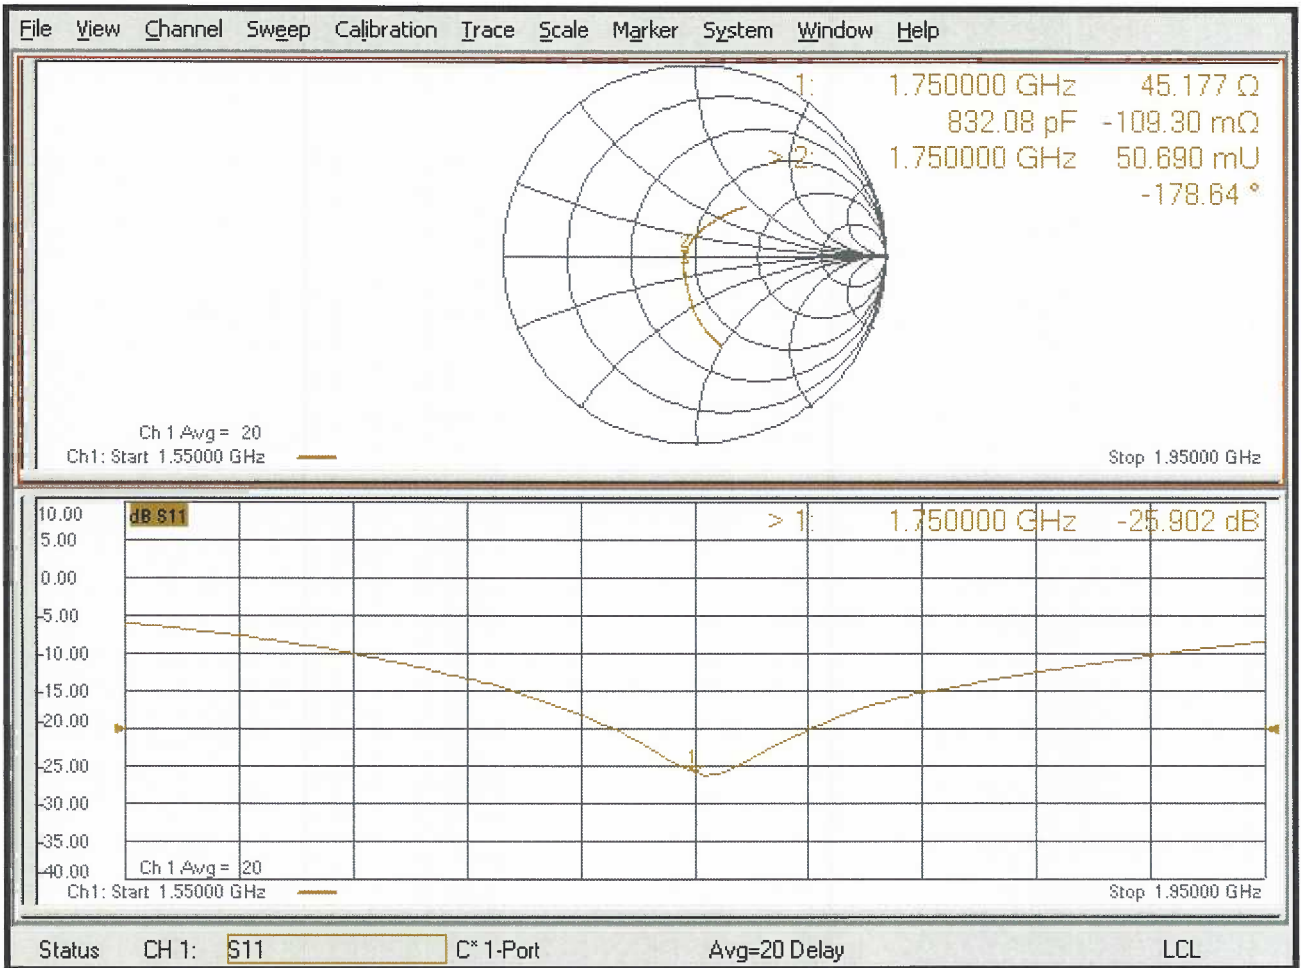 File View Channel Sweep Calibration Trace Scale Marker System Window Help
1: 1.750000 GHz 45.177 Ω
832.08 pF -109.30 mΩ
> 2: 1.750000 GHz 50.690 mU
-178.64 °
2
1
Ch 1 Avg = 20
Ch1: Start 1.55000 GHz
Stop 1.95000 GHz
10.00
dB S11
> 1: 1.750000 GHz -25.902 dB
5.00
0.00
-5.00
-10.00
-15.00
-20.00
1
-25.00
-30.00
-35.00
-40.00
Ch 1 Avg = 20
Ch1: Start 1.55000 GHz
Stop 1.95000 GHz
Status CH 1: S11 C* 1-Port Avg=20 Delay LCL